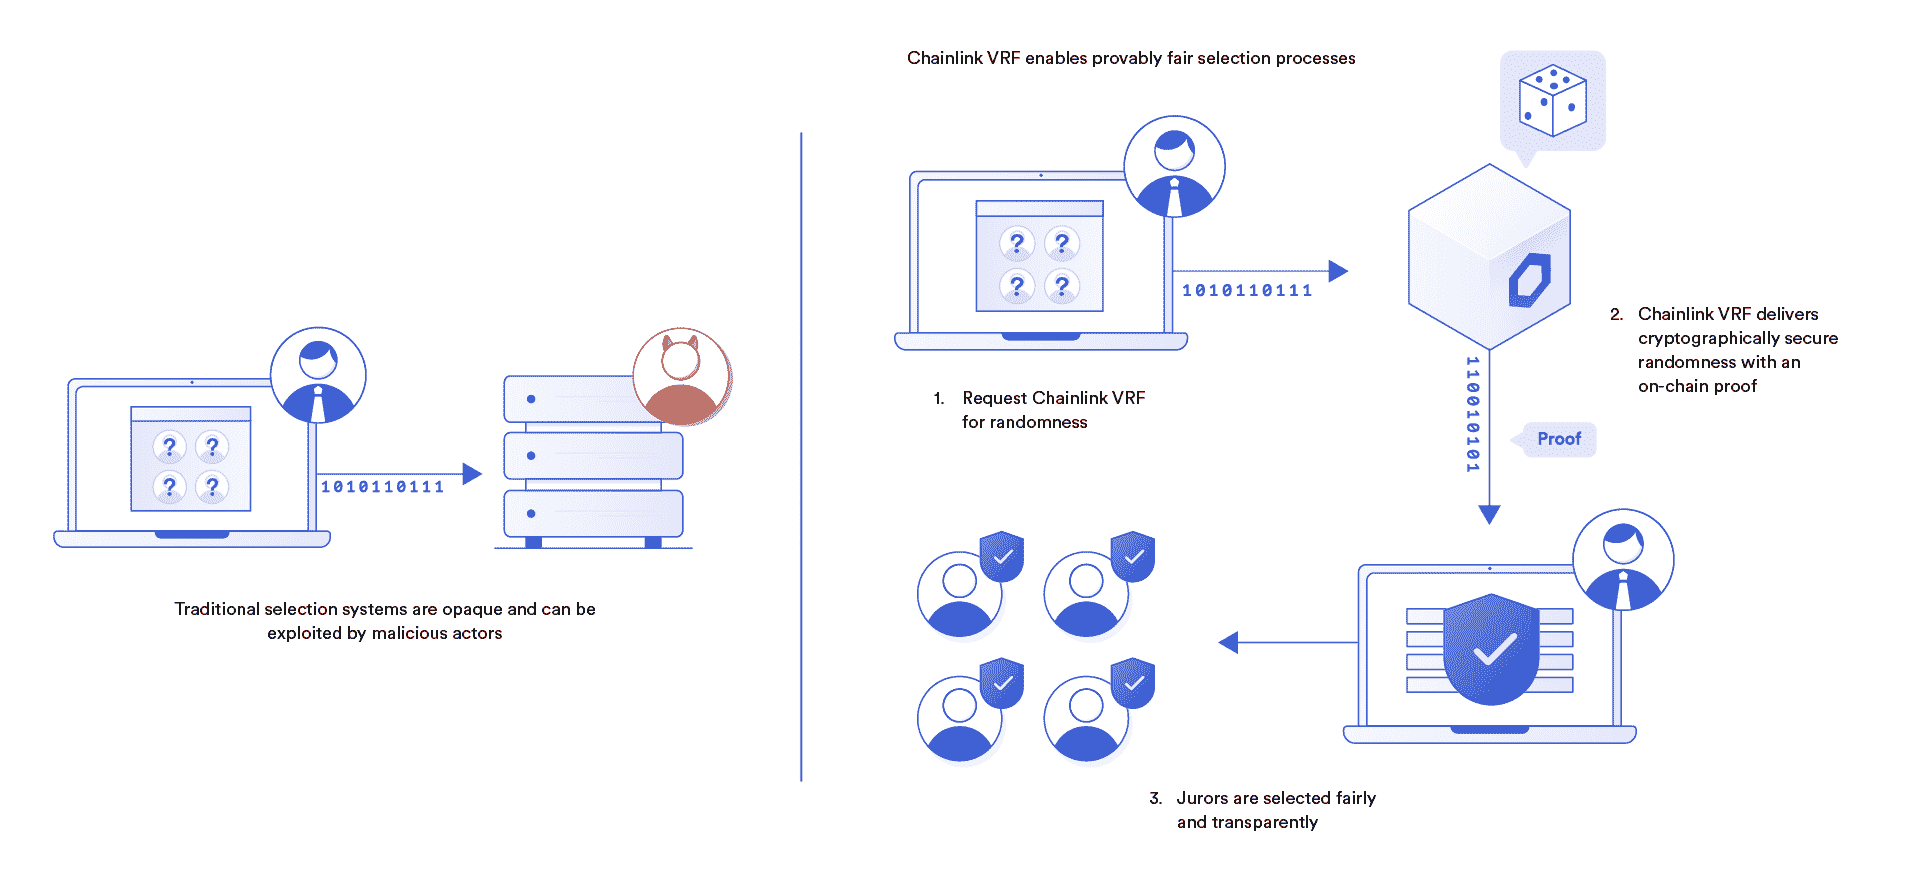 1010110111
Traditional selection systems are opaque and can be
exploited by malicious actors
Chainlink VRF enables provably fair selection processes
1010110111
1. Request Chainlink VRF
for randomness
2. Chainlink VRF delivers
cryptographically secure
randomness with an
on-chain proof
1100010101
Proof
3. Jurors are selected fairly
and transparently
? ?
? ?
? ?
? ?